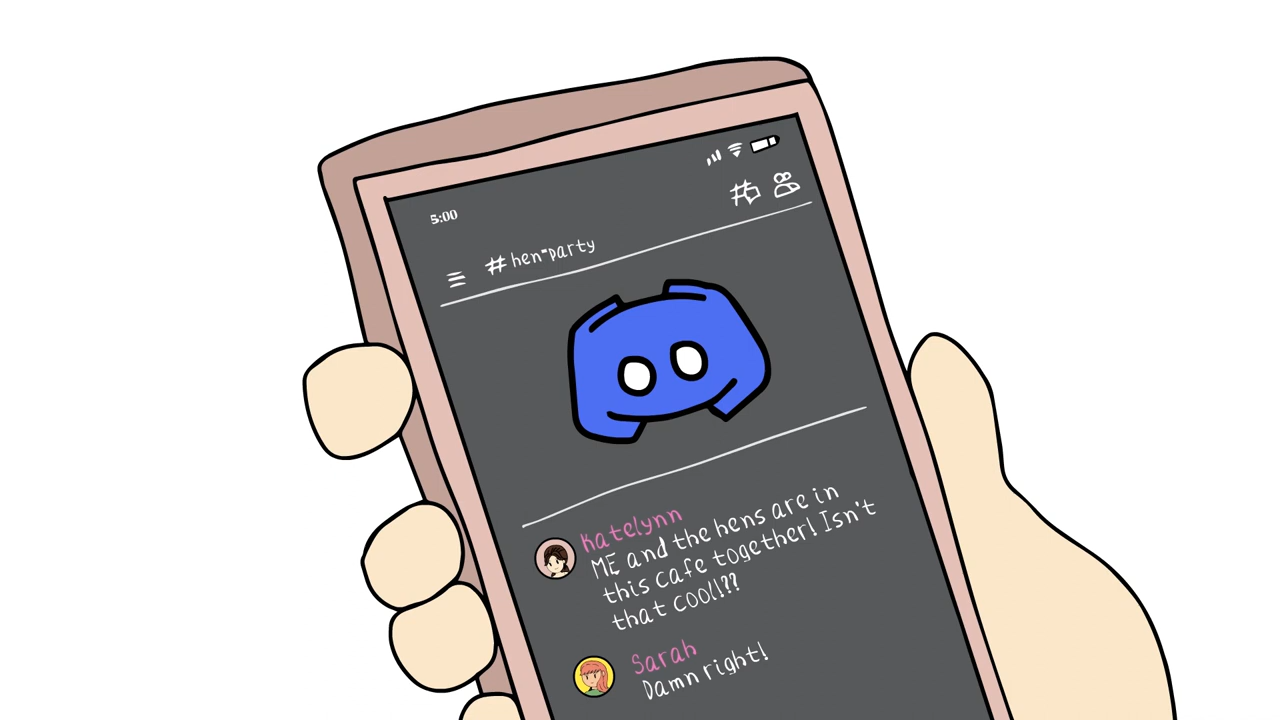 5:00
# hen-party
Katelynn
ME and the hens are in
this cafe together! Isn't
that cool!??
Sarah
Damn right!